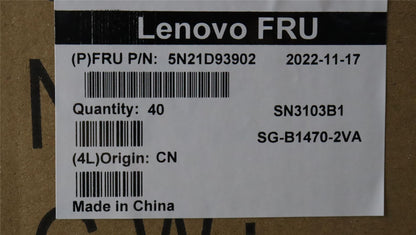 Lenovo FRU
(P)FRU P/N: 5N21D93902 2022-11-17
Quantity: 40 SN3103B1
SG-B1470-2VA
(4L)Origin: CN
Made in China